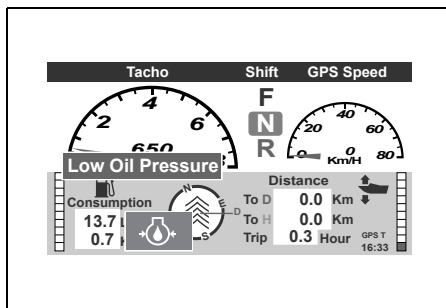 Tacho Shift GPS Speed
2 4 6 8
650
F
N
R
0 20 40 60 80
Km/H
Low Oil Pressure
Consumption
13.7 L
0.7
N
E
S
D
Distance
To D 0.0 Km
To H 0.0 Km
Trip 0.3 Hour
GPS T
16:33